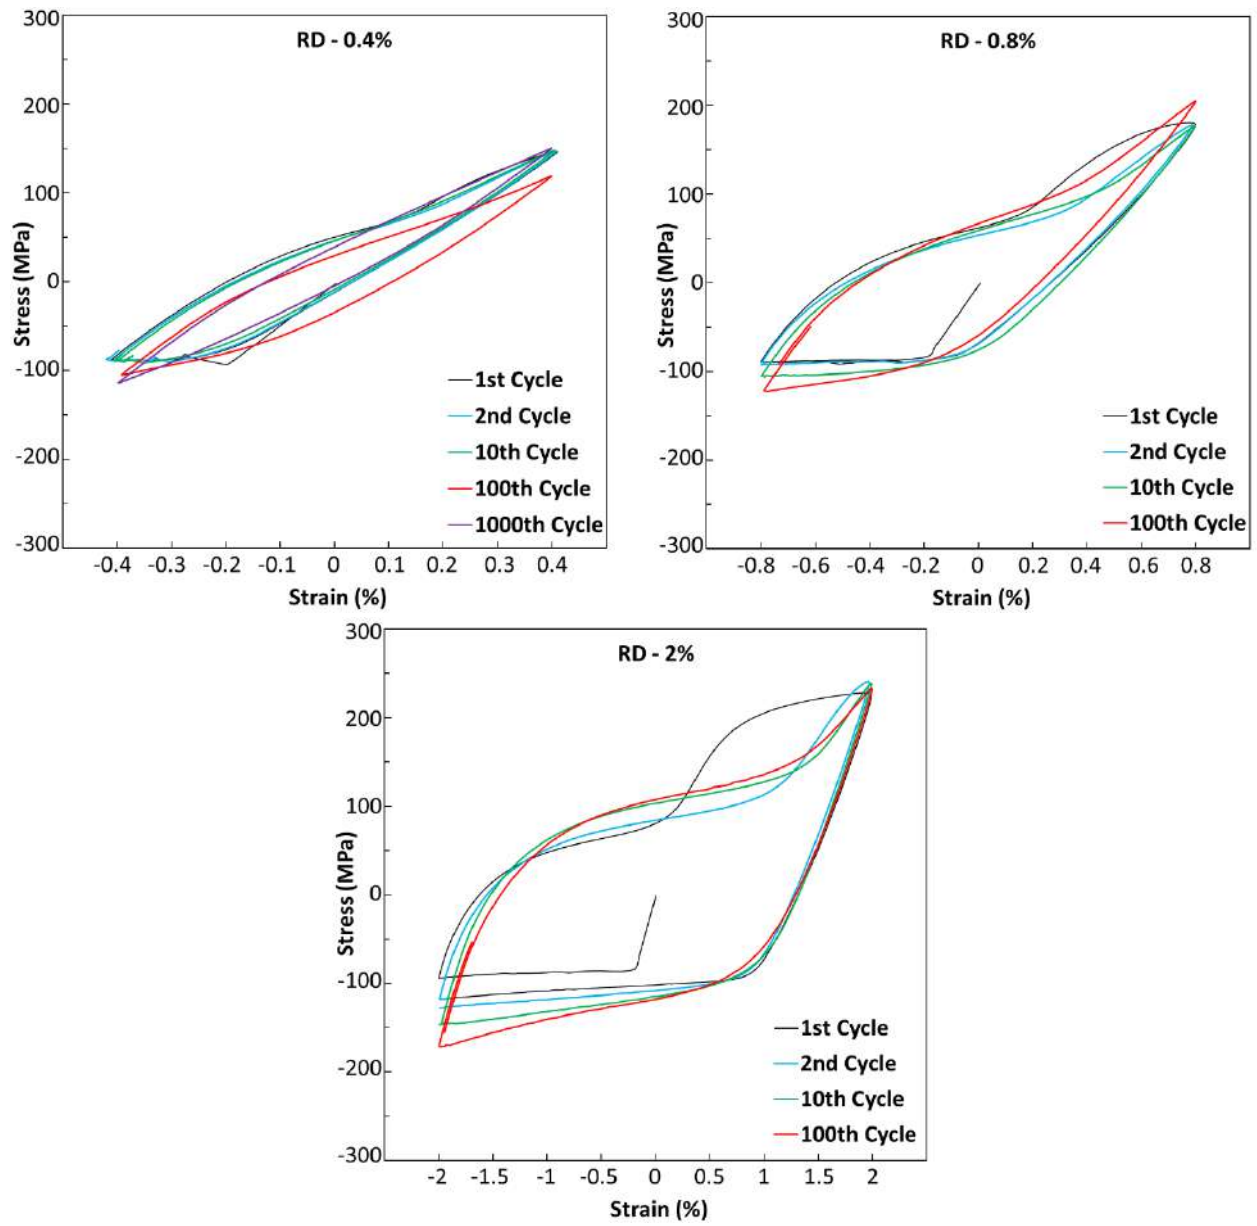 RD - 0.4%
300
200
100
0
-100
-200
-300
Stress (MPa)
1st Cycle
2nd Cycle
10th Cycle
100th Cycle
1000th Cycle
-0.4 -0.3 -0.2 -0.1 0 0.1 0.2 0.3 0.4
Strain (%)
RD - 0.8%
300
200
100
0
-100
-200
-300
Stress (MPa)
1st Cycle
2nd Cycle
10th Cycle
100th Cycle
-0.8 -0.6 -0.4 -0.2 0 0.2 0.4 0.6 0.8
Strain (%)
RD - 2%
300
200
100
0
-100
-200
-300
Stress (MPa)
1st Cycle
2nd Cycle
10th Cycle
100th Cycle
-2 -1.5 -1 -0.5 0 0.5 1 1.5 2
Strain (%)